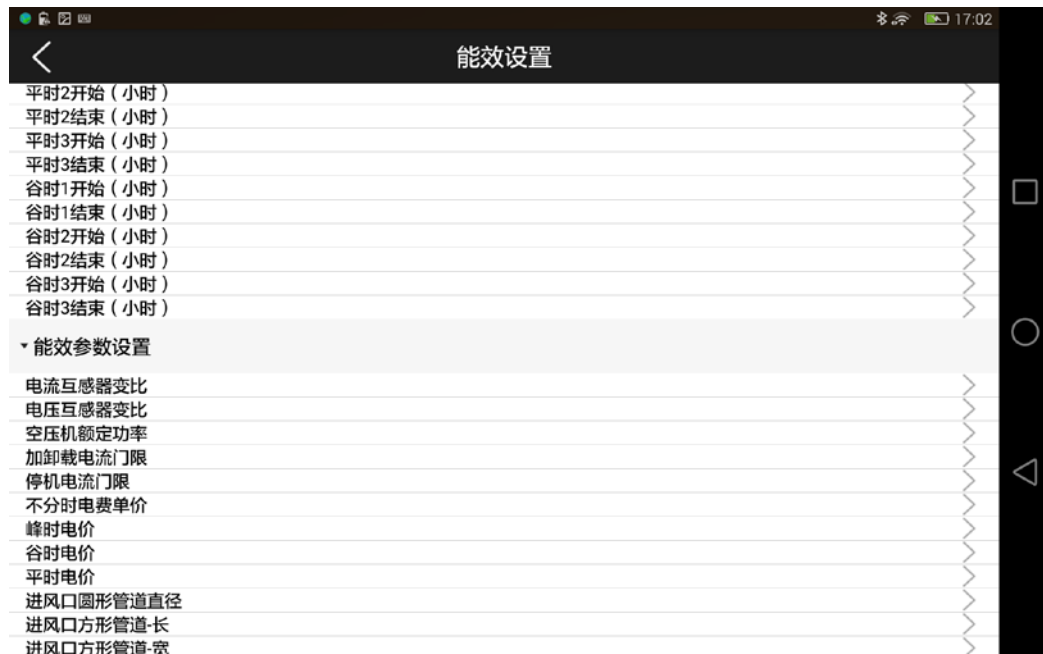 17:02
能效设置
平时2开始（小时）
平时2结束（小时）
平时3开始（小时）
平时3结束（小时）
谷时1开始（小时）
谷时1结束（小时）
谷时2开始（小时）
谷时2结束（小时）
谷时3开始（小时）
谷时3结束（小时）
能效参数设置
电流互感器变比
电压互感器变比
空压机额定功率
加卸载电流门限
停机电流门限
不分时电费单价
峰时电价
谷时电价
平时电价
进风口圆形管道直径
进风口方形管道-长
进风口方形管道-宽